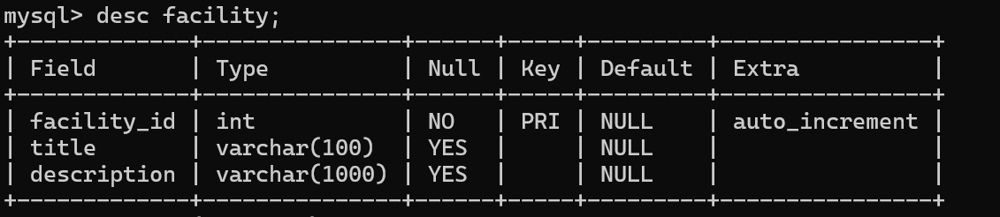 mysql> desc facility;
+-------------+---------------+------+-----+---------+----------------+
| Field       | Type          | Null | Key | Default | Extra          |
+-------------+---------------+------+-----+---------+----------------+
| facility_id | int           | NO   | PRI | NULL    | auto_increment |
| title       | varchar(100)  | YES  |     | NULL    |                |
| description | varchar(1000) | YES  |     | NULL    |                |
+-------------+---------------+------+-----+---------+----------------+